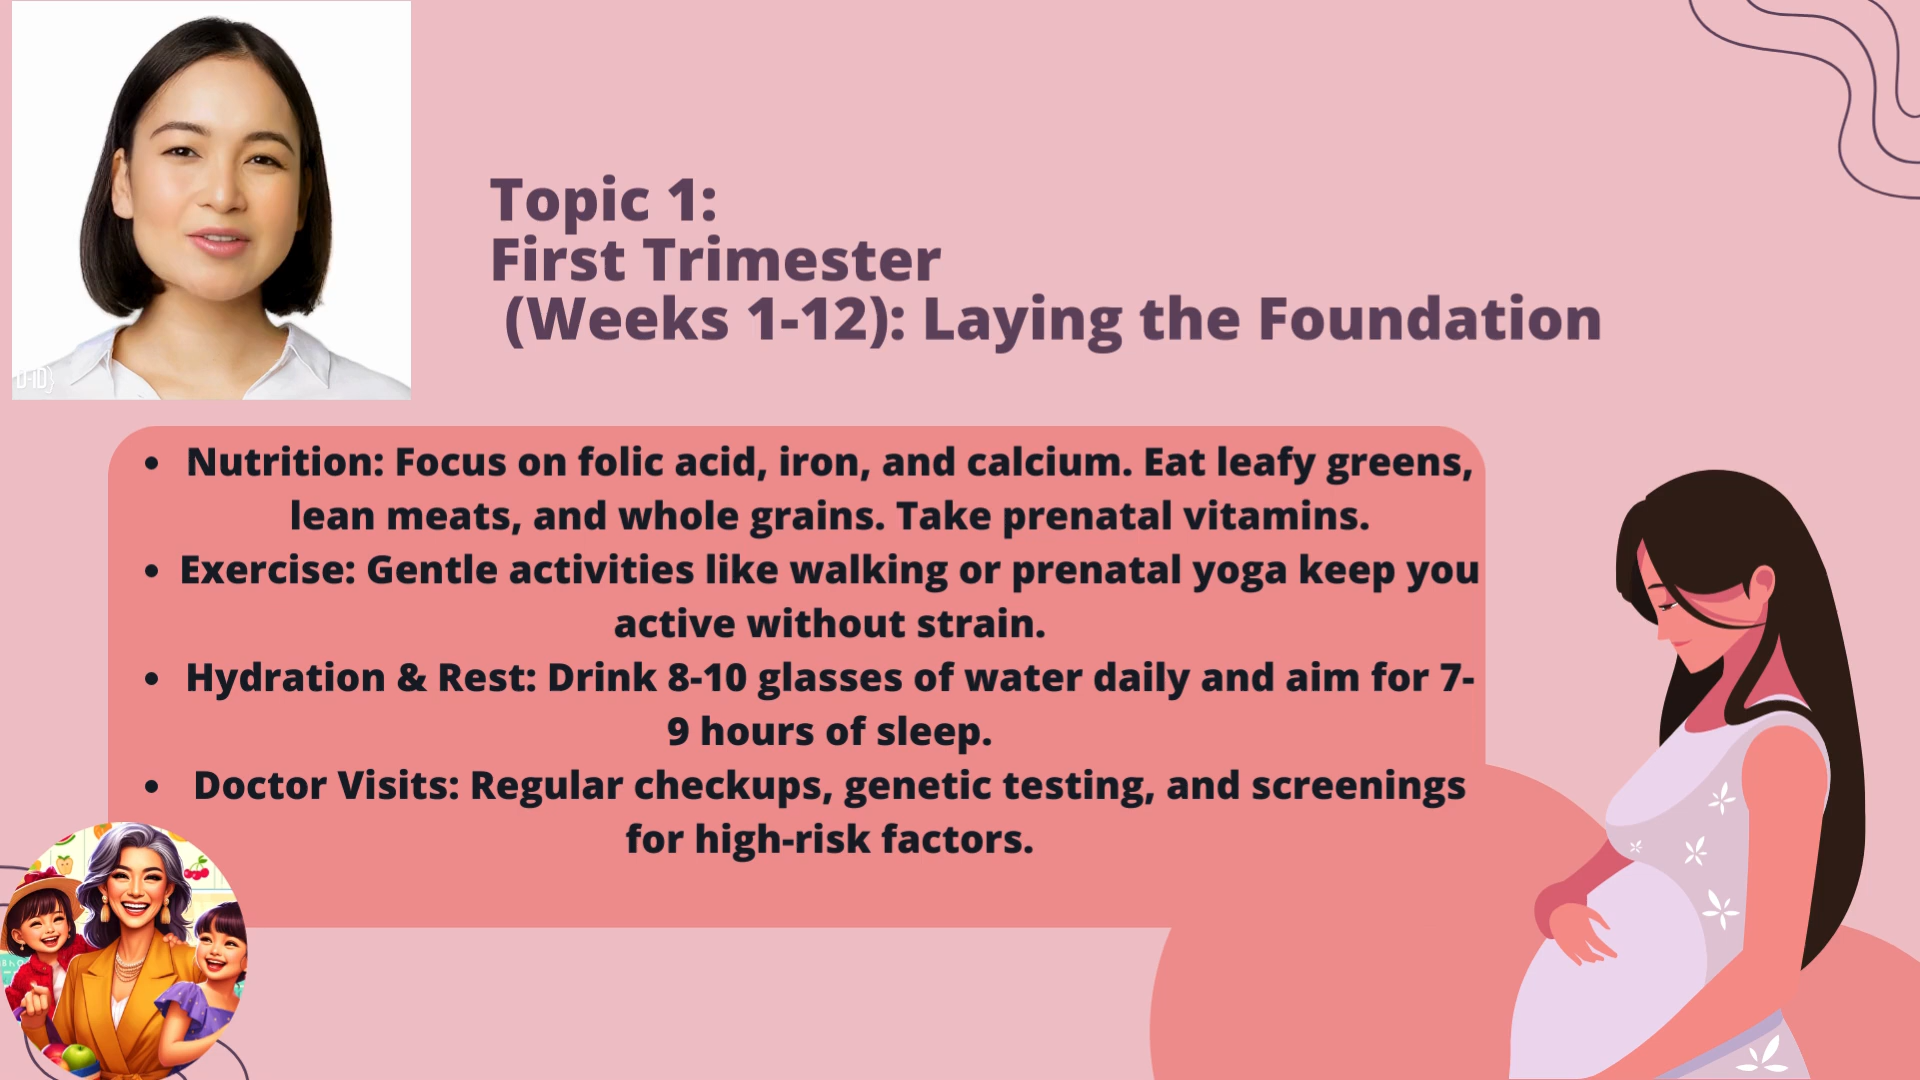 Topic 1:
First Trimester
(Weeks 1-12): Laying the Foundation
D-ID}
• Nutrition: Focus on folic acid, iron, and calcium. Eat leafy greens,
lean meats, and whole grains. Take prenatal vitamins.
• Exercise: Gentle activities like walking or prenatal yoga keep you
active without strain.
• Hydration & Rest: Drink 8-10 glasses of water daily and aim for 7-
9 hours of sleep.
• Doctor Visits: Regular checkups, genetic testing, and screenings
for high-risk factors.